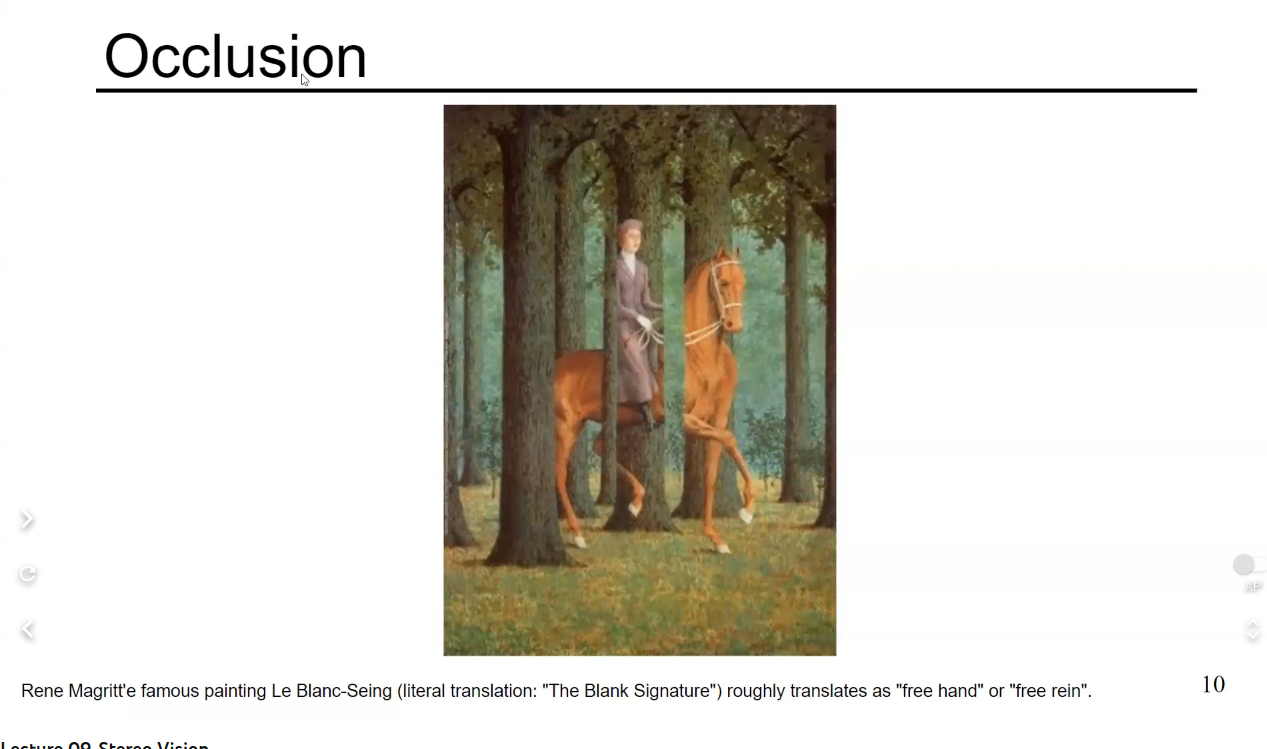 Occlusion
Rene Magritt'e famous painting Le Blanc-Seing (literal translation: "The Blank Signature") roughly translates as "free hand" or "free rein".
10
AP
Lecture 09 Stereo Vision